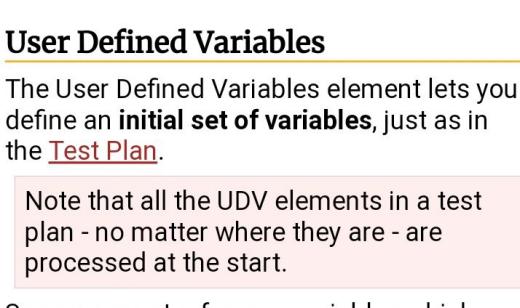 User Defined Variables
The User Defined Variables element lets you
define an initial set of variables, just as in
the Test Plan.
Note that all the UDV elements in a test
plan - no matter where they are - are
processed at the start.